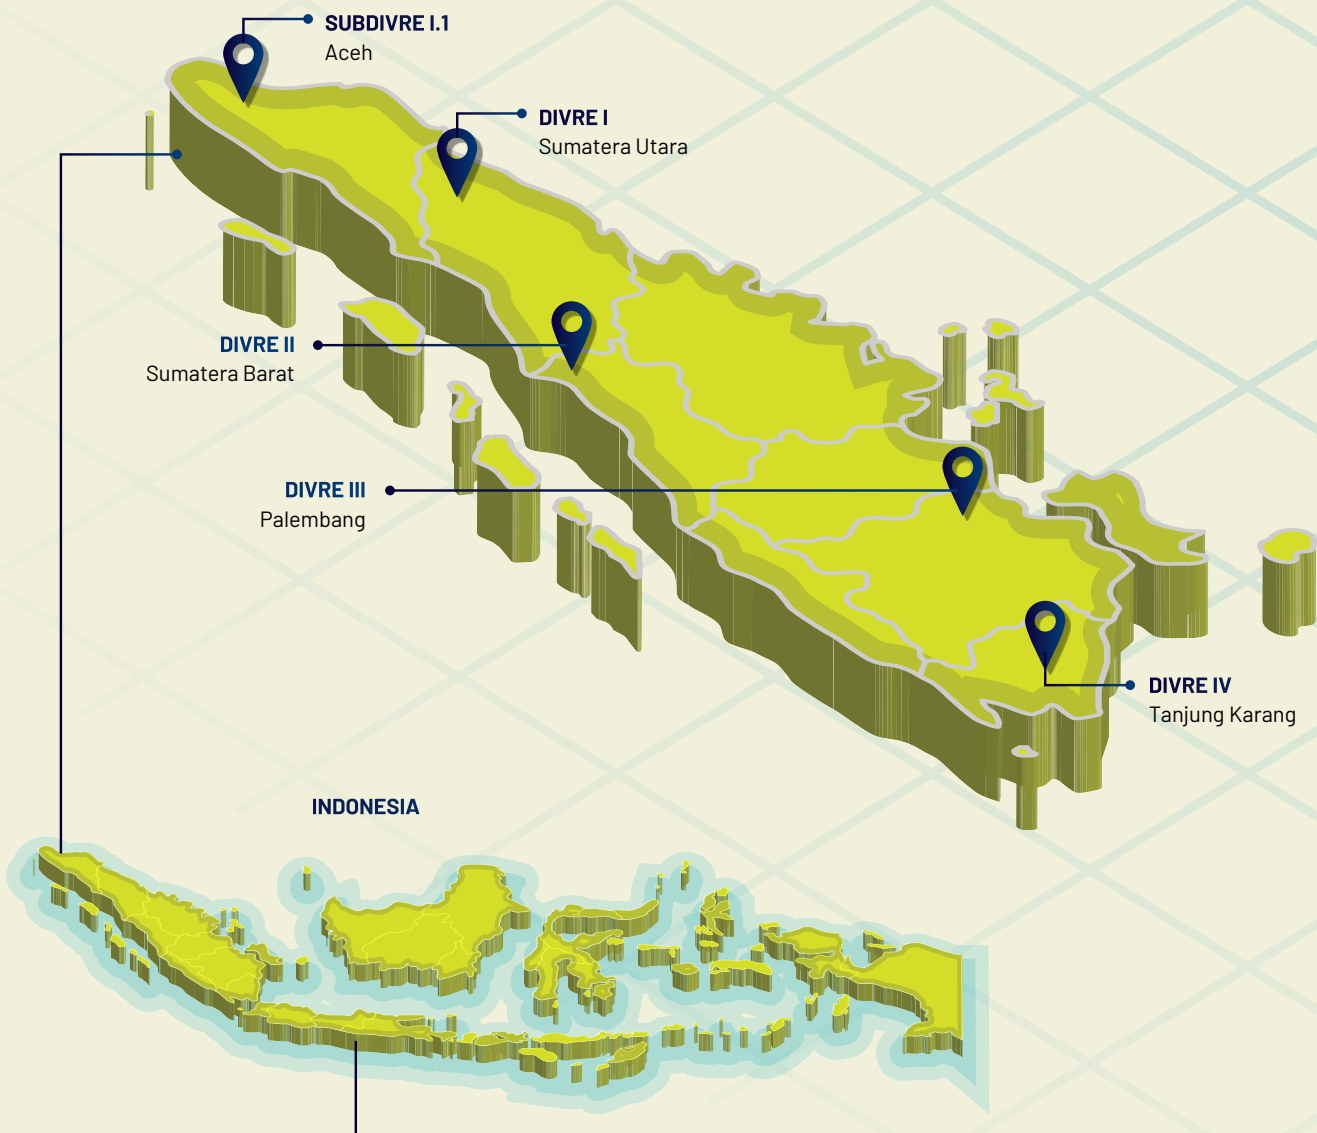 SUBDIVRE I.1
Aceh
DIVRE I
Sumatera Utara
DIVRE II
Sumatera Barat
DIVRE III
Palembang
DIVRE IV
Tanjung Karang
INDONESIA